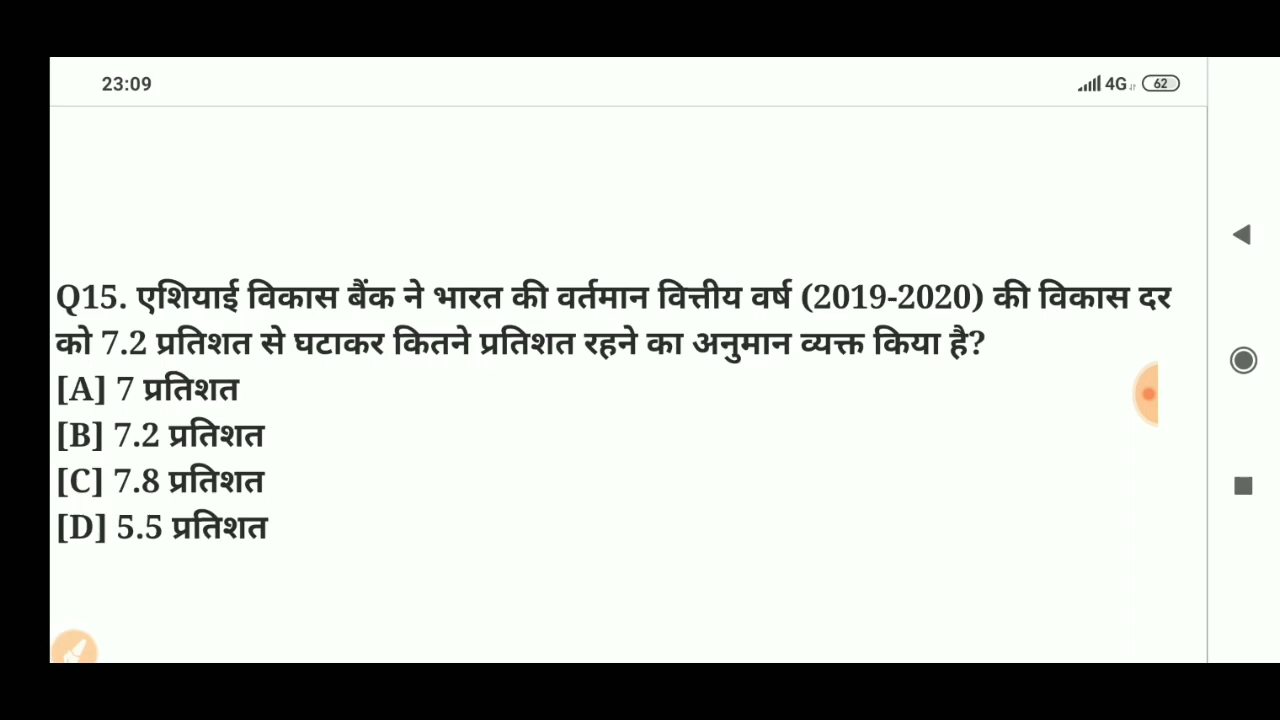 23:09
4G 62
Q15. एशियाई विकास बैंक ने भारत की वर्तमान वित्तीय वर्ष (2019-2020) की विकास दर
को 7.2 प्रतिशत से घटाकर कितने प्रतिशत रहने का अनुमान व्यक्त किया है?
[A] 7 प्रतिशत
[B] 7.2 प्रतिशत
[C] 7.8 प्रतिशत
[D] 5.5 प्रतिशत